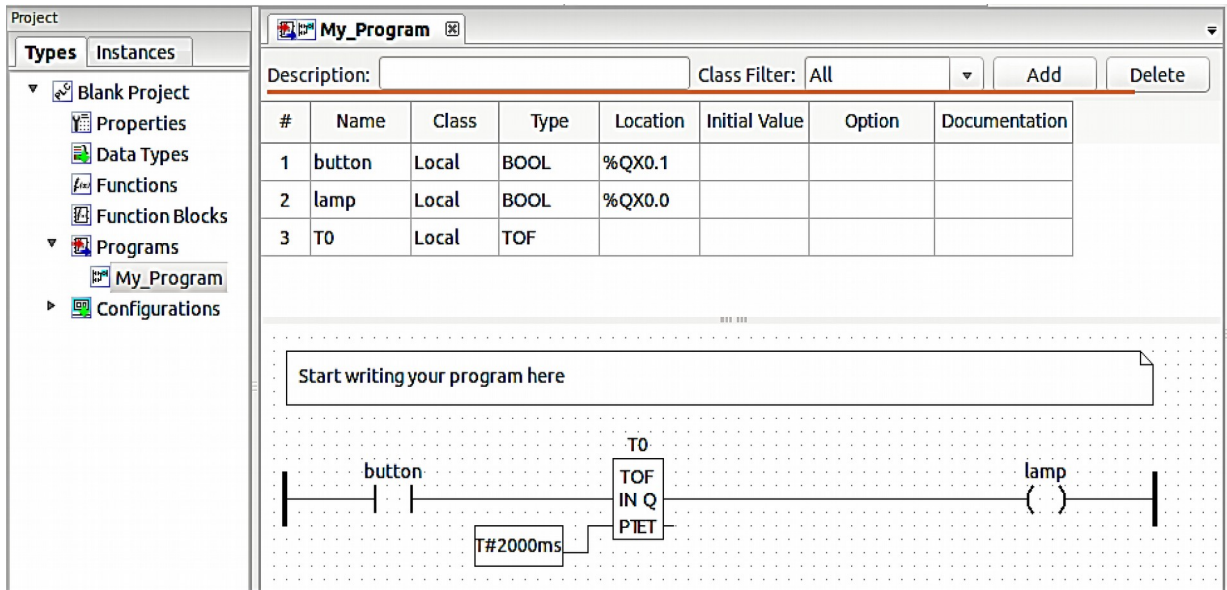 Project
Types Instances
Blank Project
Properties
Data Types
Functions
Function Blocks
Programs
My_Program
Configurations
My_Program
Description: Class Filter: All Add Delete
# Name Class Type Location Initial Value Option Documentation
1 button Local BOOL %QX0.1
2 lamp Local BOOL %QX0.0
3 T0 Local TOF
Start writing your program here
T0
button TOF lamp
IN Q
PT ET
T#2000ms